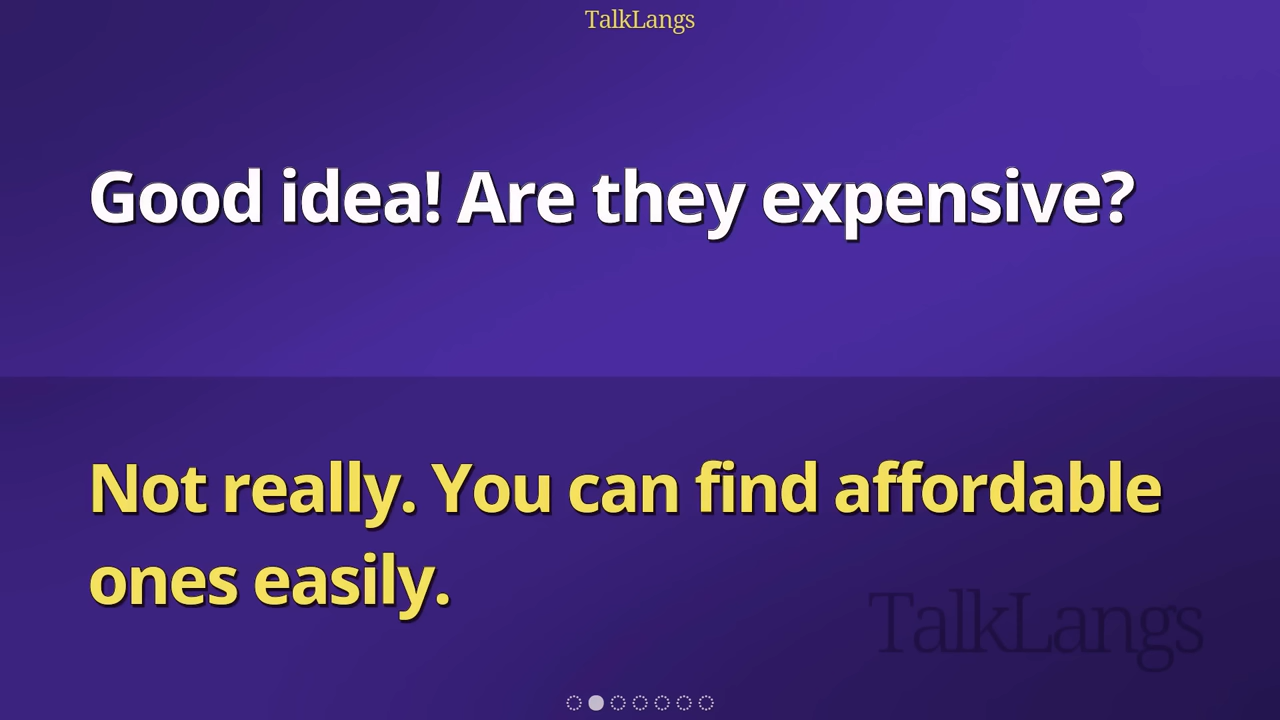 TalkLangs
Good idea! Are they expensive?
Not really. You can find affordable
ones easily.
TalkLangs